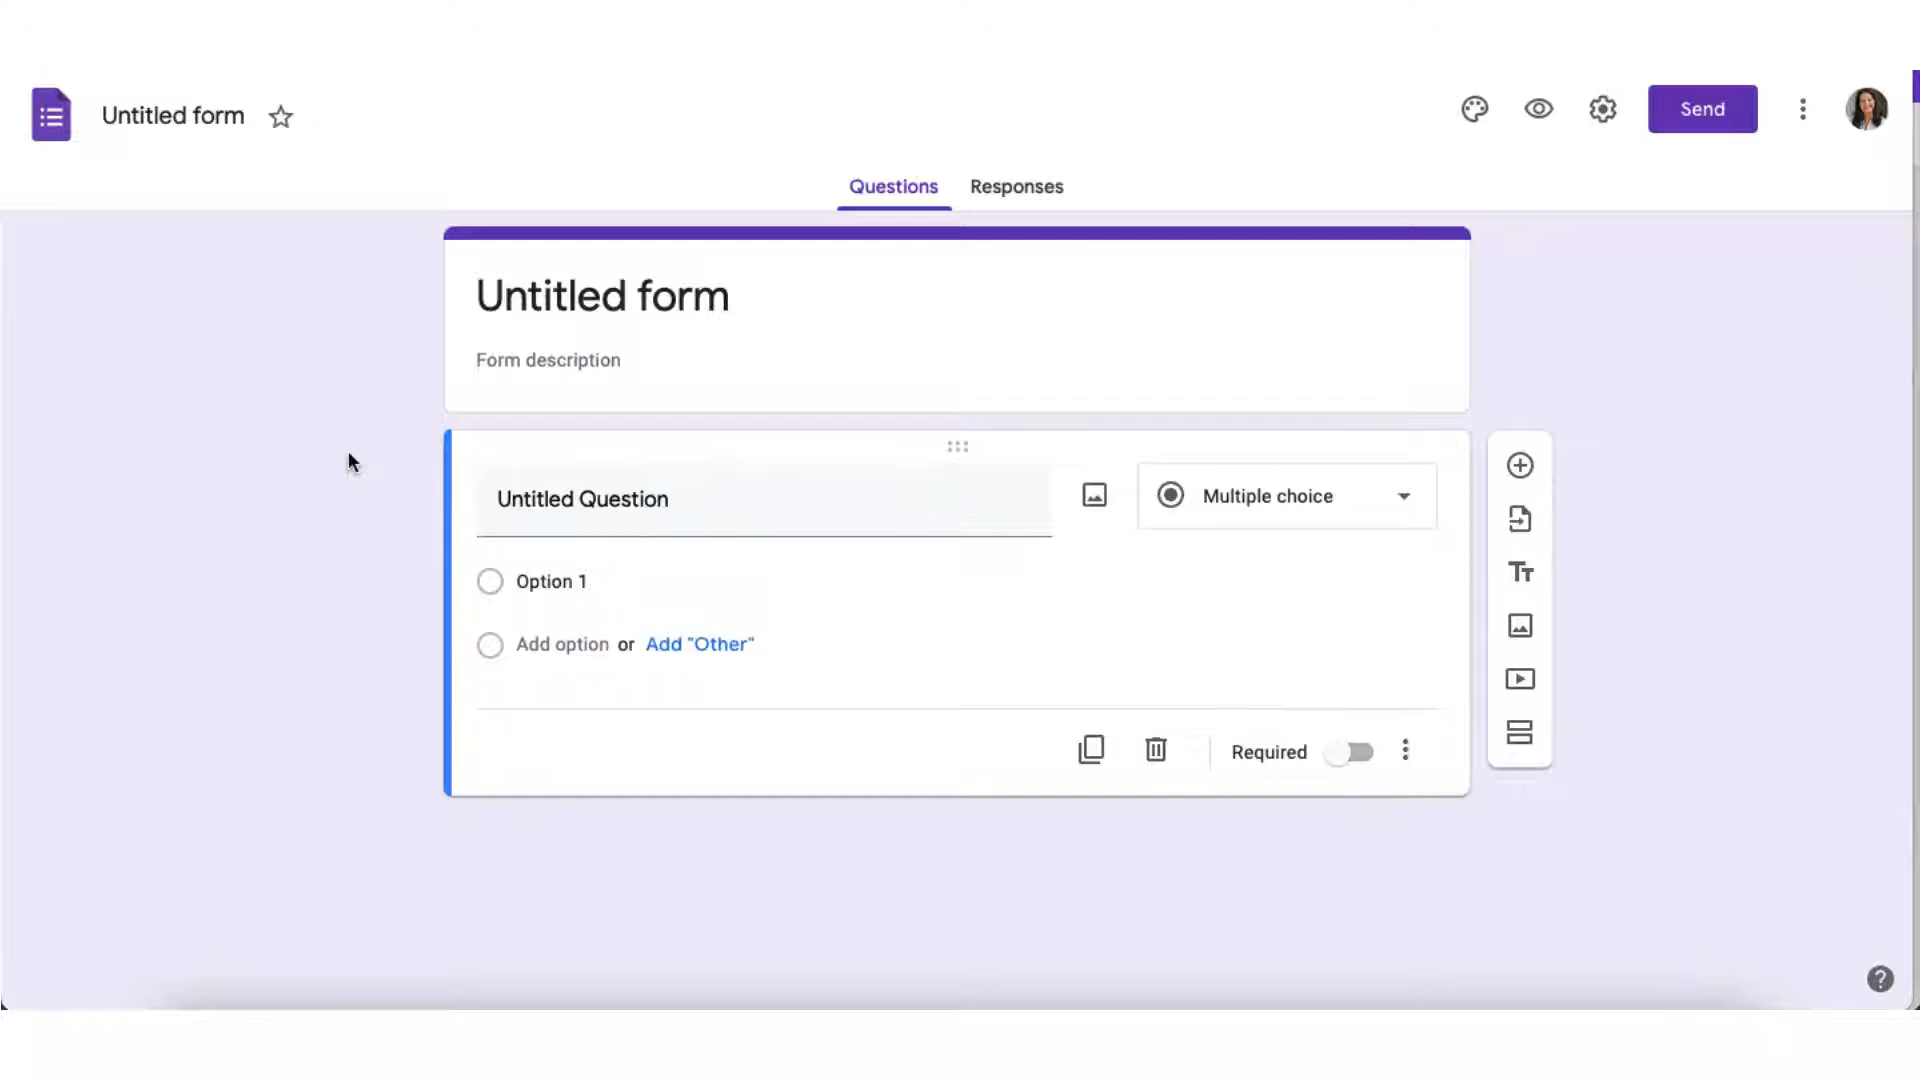 Untitled form
Send
Questions Responses
Untitled form
Form description
Untitled Question
Multiple choice
Option 1
Add option or Add "Other"
Required
?